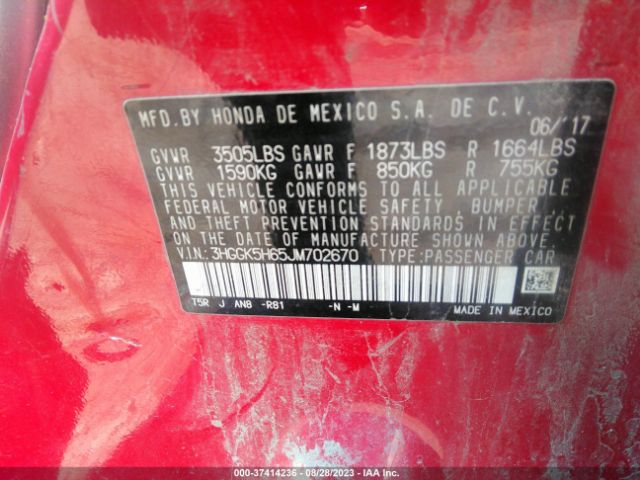 MFD.BY HONDA DE MEXICO S.A. DE C.V.
06/'17
GVWR 3505LBS GAWR F 1873LBS R 1664LBS
GVWR 1590KG GAWR F 850KG R 755KG
THIS VEHICLE CONFORMS TO ALL APPLICABLE
FEDERAL MOTOR VEHICLE SAFETY, BUMPER,
AND THEFT PREVENTION STANDARDS IN EFFECT
ON THE DATE OF MANUFACTURE SHOWN ABOVE.
V.I.N.:3HGGK5H65JM702670 TYPE:PASSENGER CAR
T5R J AN8 -R81 -N -M
MADE IN MEXICO
000-37414236 - 08/28/2023 - IAA Inc.